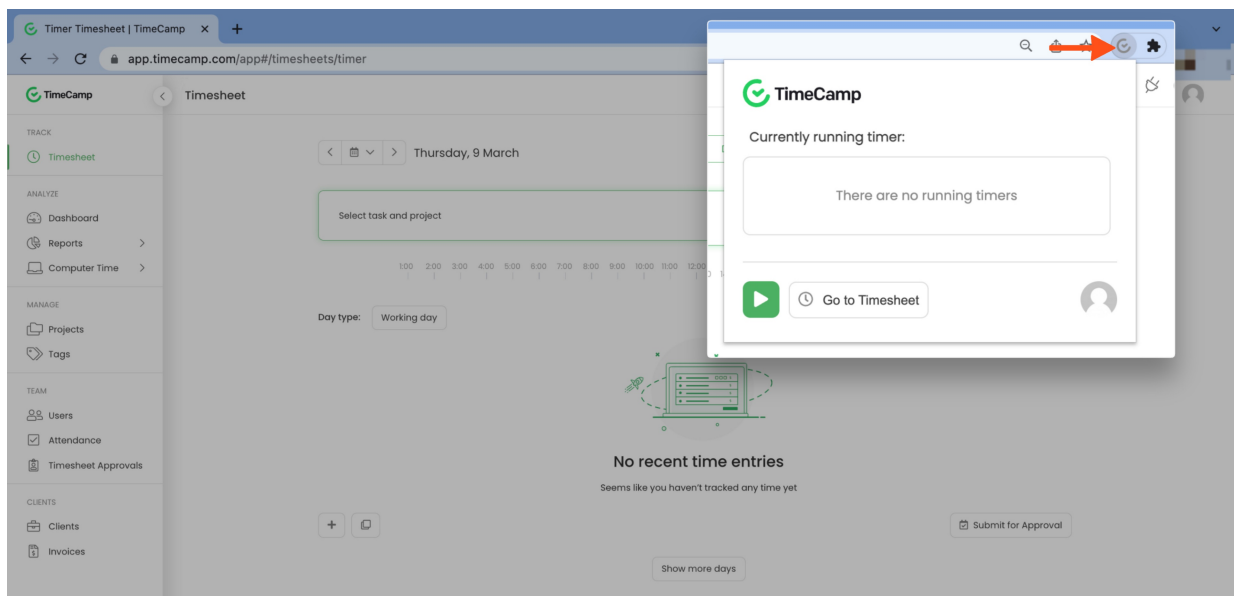 Timer Timesheet | TimeCamp
app.timecamp.com/app#/timesheets/timer
TimeCamp
Timesheet
TRACK
Timesheet
ANALYZE
Dashboard
Reports
Computer Time
MANAGE
Projects
Tags
TEAM
Users
Attendance
Timesheet Approvals
CLIENTS
Clients
Invoices
Thursday, 9 March
Select task and project
1:00 2:00 3:00 4:00 5:00 6:00 7:00 8:00 9:00 10:00 11:00 12:00
Day type: Working day
No recent time entries
Seems like you haven't tracked any time yet
Submit for Approval
Show more days
TimeCamp
Currently running timer:
There are no running timers
Go to Timesheet